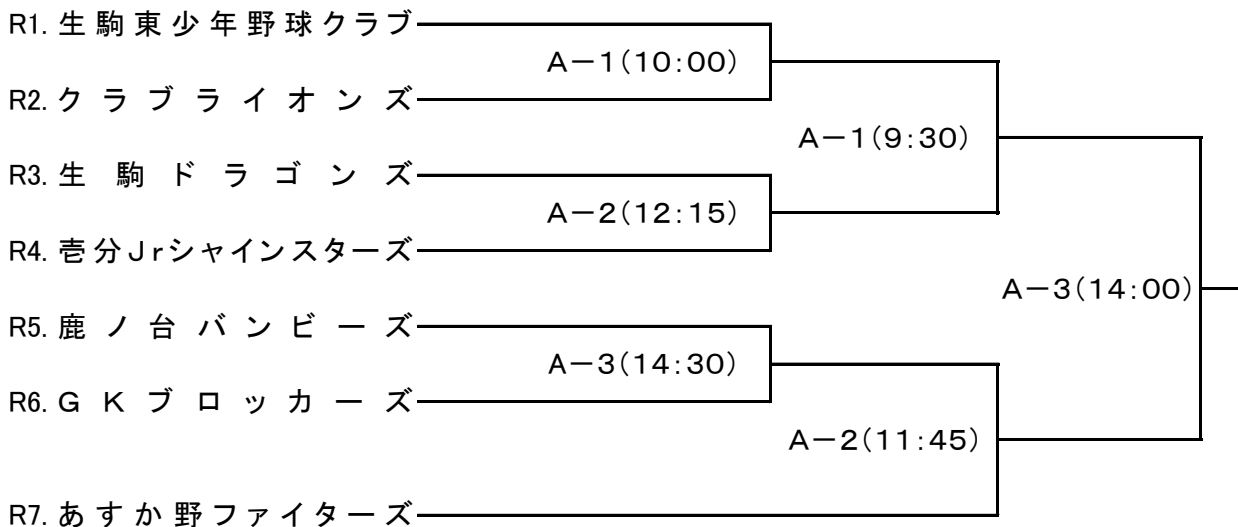 R1. 生駒東少年野球クラブ
A－1(10:00)
R2. クラブライオンズ
A－1(9:30)
R3. 生駒ドラゴンズ
A－2(12:15)
R4. 壱分Jrシャインスターズ
A－3(14:00)
R5. 鹿ノ台バンビーズ
A－3(14:30)
R6. GKブロッカーズ
A－2(11:45)
R7. あすか野ファイターズ